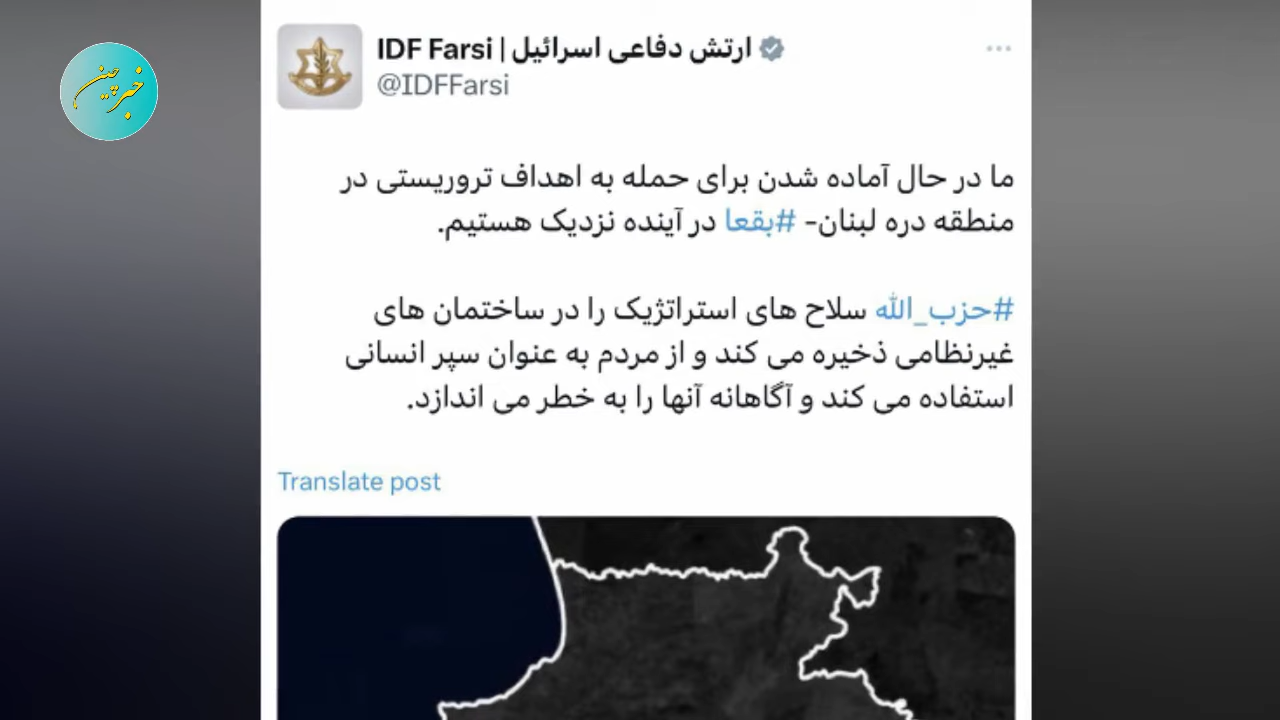 خبرچین
IDF Farsi | ارتش دفاعی اسرائیل
@IDFFarsi
ما در حال آماده شدن برای حمله به اهداف تروریستی در
منطقه دره لبنان- #بقعا در آینده نزدیک هستیم.
#حزب_الله سلاح های استراتژیک را در ساختمان های
غیرنظامی ذخیره می کند و از مردم به عنوان سپر انسانی
استفاده می کند و آگاهانه آنها را به خطر می اندازد.
Translate post